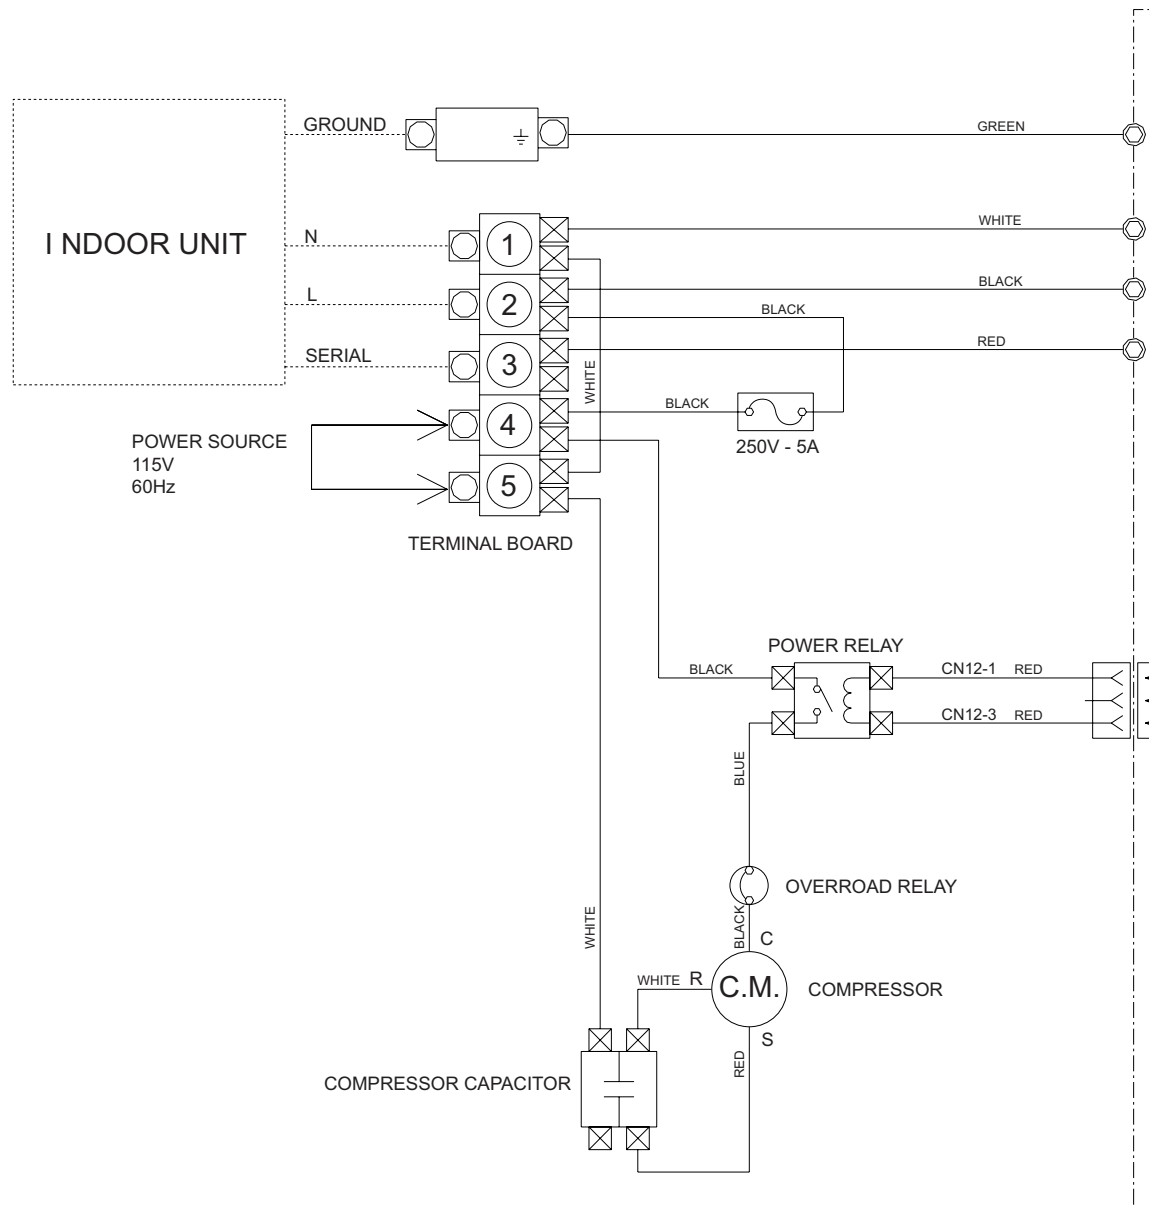 GROUND
GREEN
I NDOOR UNIT
N
1
WHITE
L
2
BLACK
BLACK
SERIAL
3
RED
WHITE
BLACK
4
250V - 5A
POWER SOURCE
115V
60Hz
5
TERMINAL BOARD
POWER RELAY
BLACK
CN12-1 RED
CN12-3 RED
BLUE
OVERROAD RELAY
WHITE
BLACK
C
WHITE R
C.M.
COMPRESSOR
S
RED
COMPRESSOR CAPACITOR